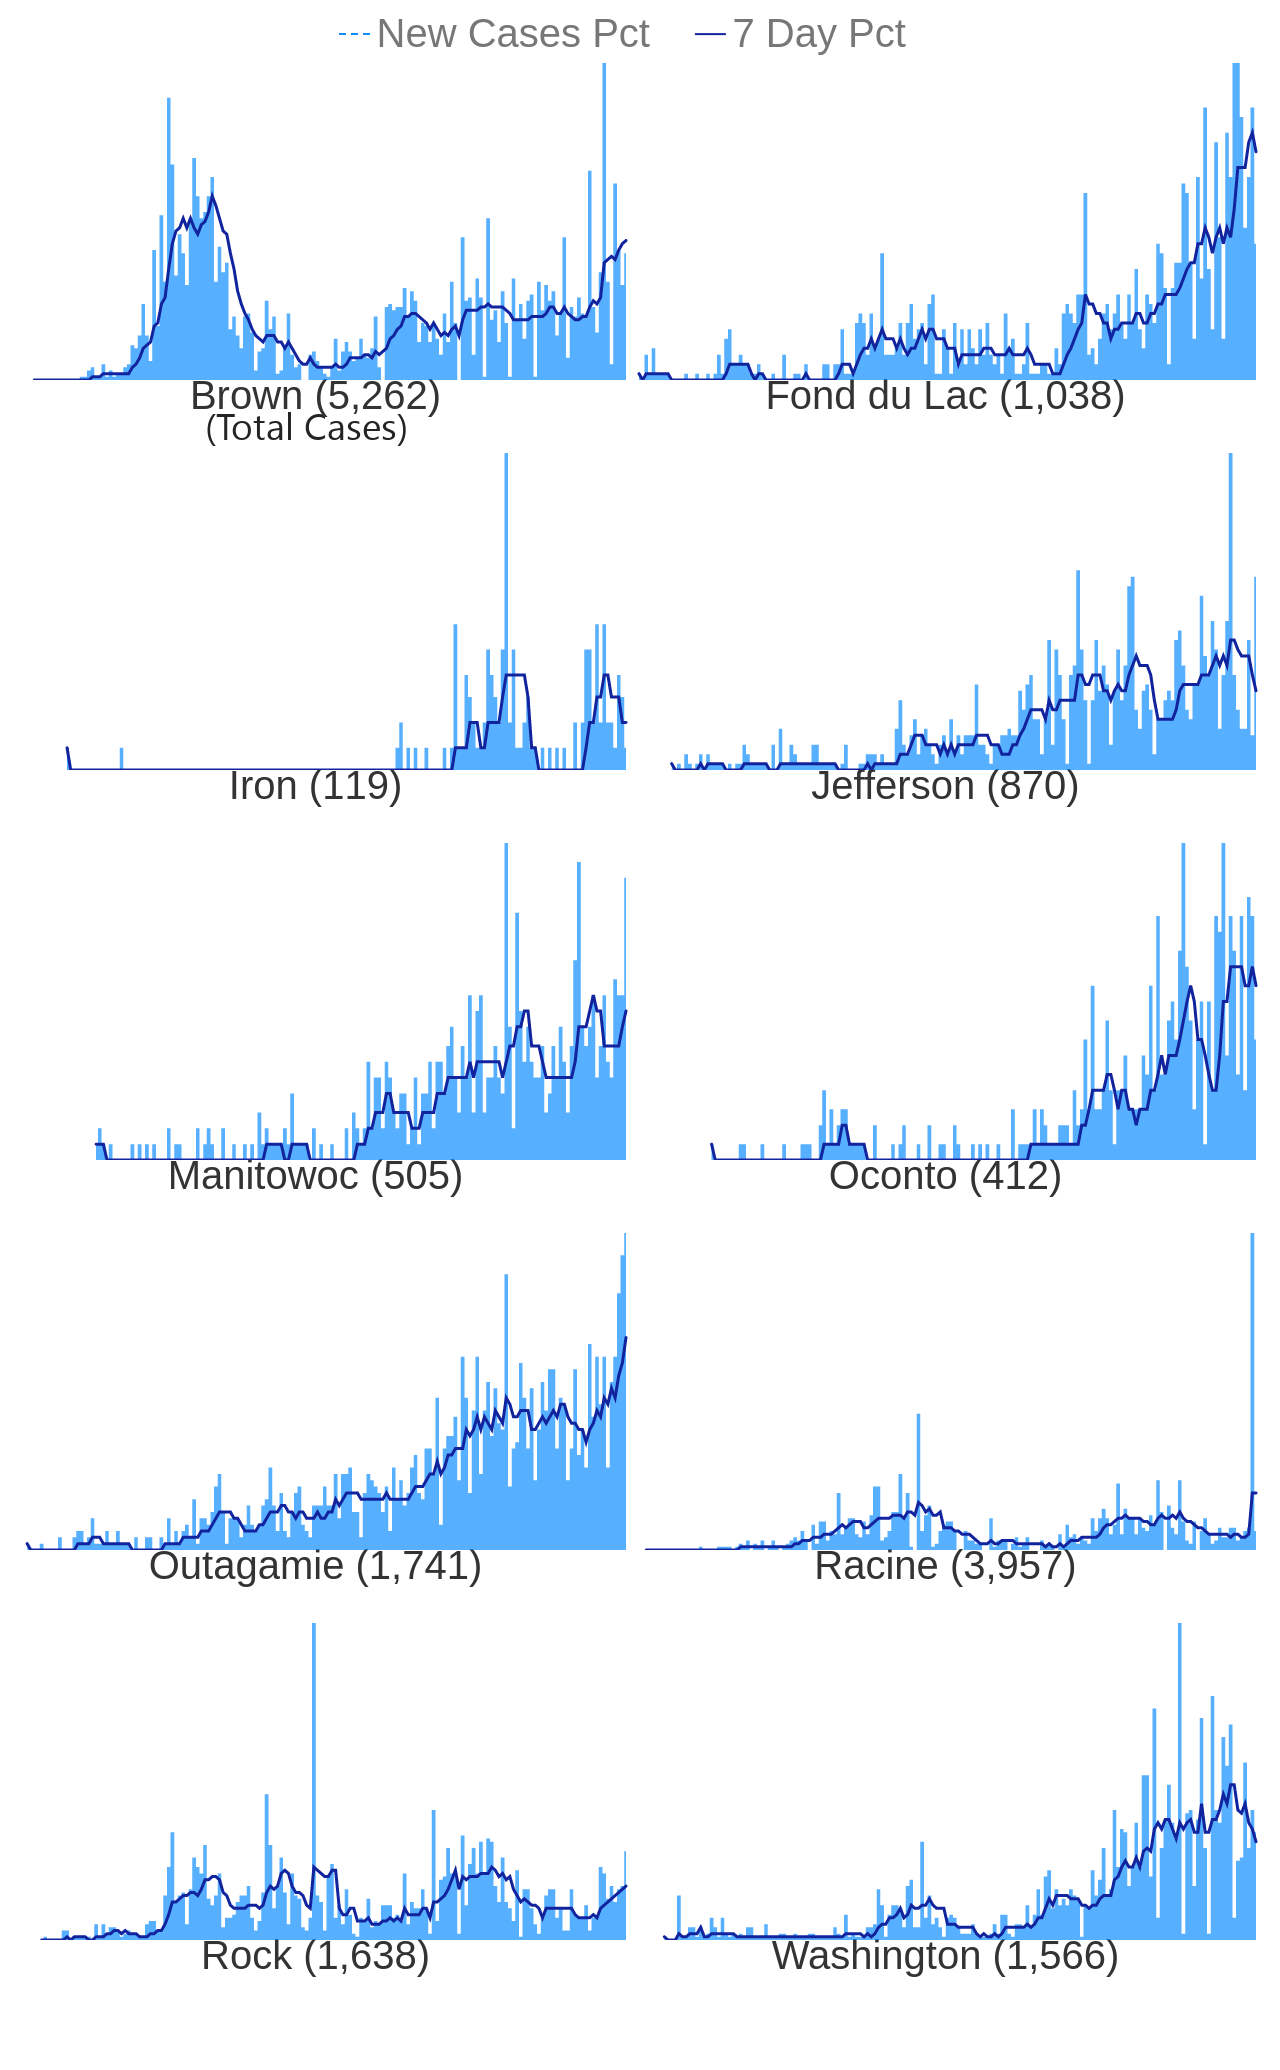 New Cases Pct 7 Day Pct
Brown (5,262)
(Total Cases)
Fond du Lac (1,038)
Iron (119)
Jefferson (870)
Manitowoc (505)
Oconto (412)
Outagamie (1,741)
Racine (3,957)
Rock (1,638)
Washington (1,566)